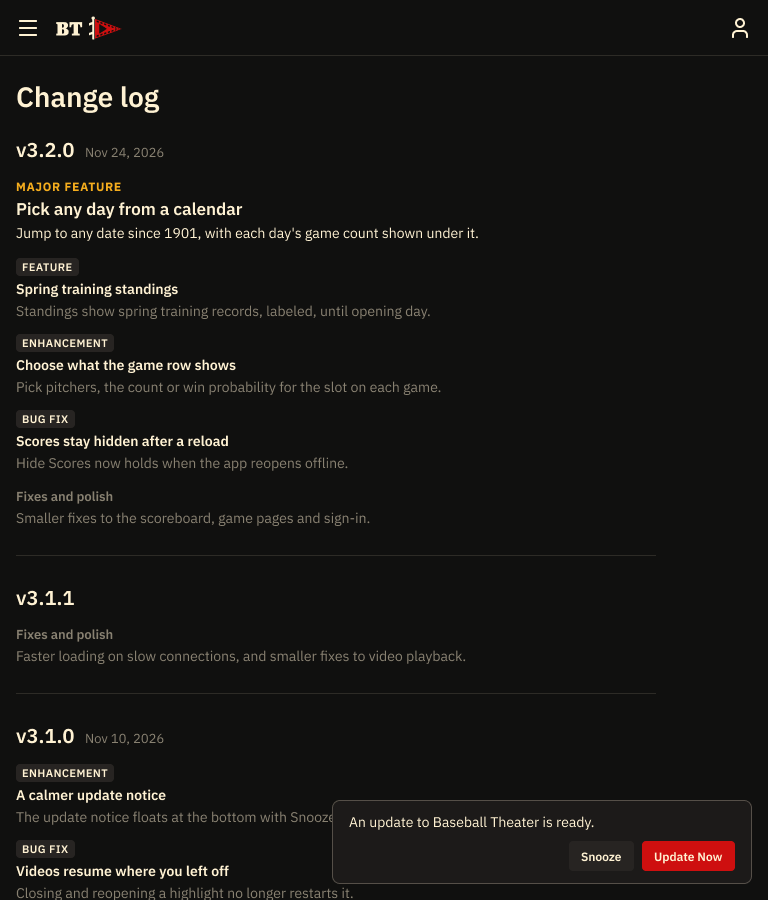 BT
Change log
v3.2.0 Nov 24, 2026
MAJOR FEATURE
Pick any day from a calendar
Jump to any date since 1901, with each day's game count shown under it.
FEATURE
Spring training standings
Standings show spring training records, labeled, until opening day.
ENHANCEMENT
Choose what the game row shows
Pick pitchers, the count or win probability for the slot on each game.
BUG FIX
Scores stay hidden after a reload
Hide Scores now holds when the app reopens offline.
Fixes and polish
Smaller fixes to the scoreboard, game pages and sign-in.
v3.1.1
Fixes and polish
Faster loading on slow connections, and smaller fixes to video playback.
v3.1.0 Nov 10, 2026
ENHANCEMENT
A calmer update notice
The update notice floats at the bottom with Snooze
BUG FIX
Videos resume where you left off
Closing and reopening a highlight no longer restarts it.
An update to Baseball Theater is ready.
Snooze Update Now